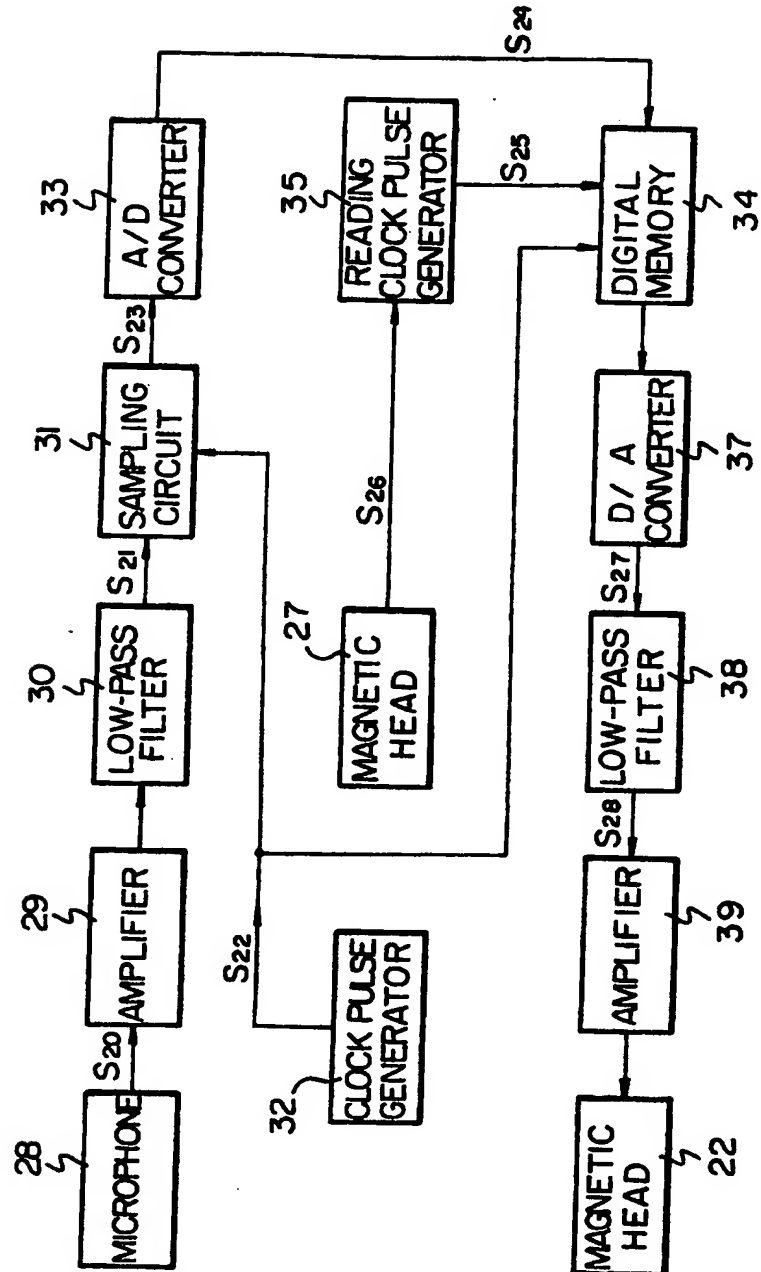 28
MICROPHONE
S20
29
AMPLIFIER
30
LOW-PASS
FILTER
S21
31
SAMPLING
CIRCUIT
S23
33
A/D
CONVERTER
S24
32
CLOCK PULSE
GENERATOR
S22
27
MAGNETIC
HEAD
S26
35
READING
CLOCK PULSE
GENERATOR
S25
22
MAGNETIC
HEAD
39
AMPLIFIER
S28
38
LOW-PASS
FILTER
S27
37
D/A
CONVERTER
34
DIGITAL
MEMORY